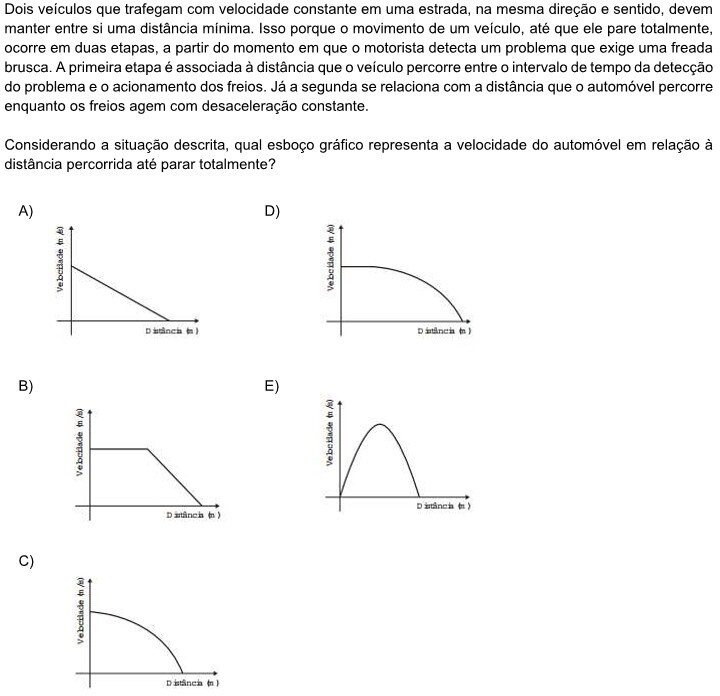 Dois veículos que trafegam com velocidade constante em uma estrada, na mesma direção e sentido, devem
manter entre si uma distância mínima. Isso porque o movimento de um veículo, até que ele pare totalmente,
ocorre em duas etapas, a partir do momento em que o motorista detecta um problema que exige uma freada
brusca. A primeira etapa é associada à distância que o veículo percorre entre o intervalo de tempo da detecção
do problema e o acionamento dos freios. Já a segunda se relaciona com a distância que o automóvel percorre
enquanto os freios agem com desaceleração constante.
Considerando a situação descrita, qual esboço gráfico representa a velocidade do automóvel em relação à
distância percorrida até parar totalmente?
A)
Velocidade (m/s)
Distância (m)
D)
Velocidade (m/s)
Distância (m)
B)
Velocidade (m/s)
Distância (m)
E)
Velocidade (m/s)
Distância (m)
C)
Velocidade (m/s)
Distância (m)